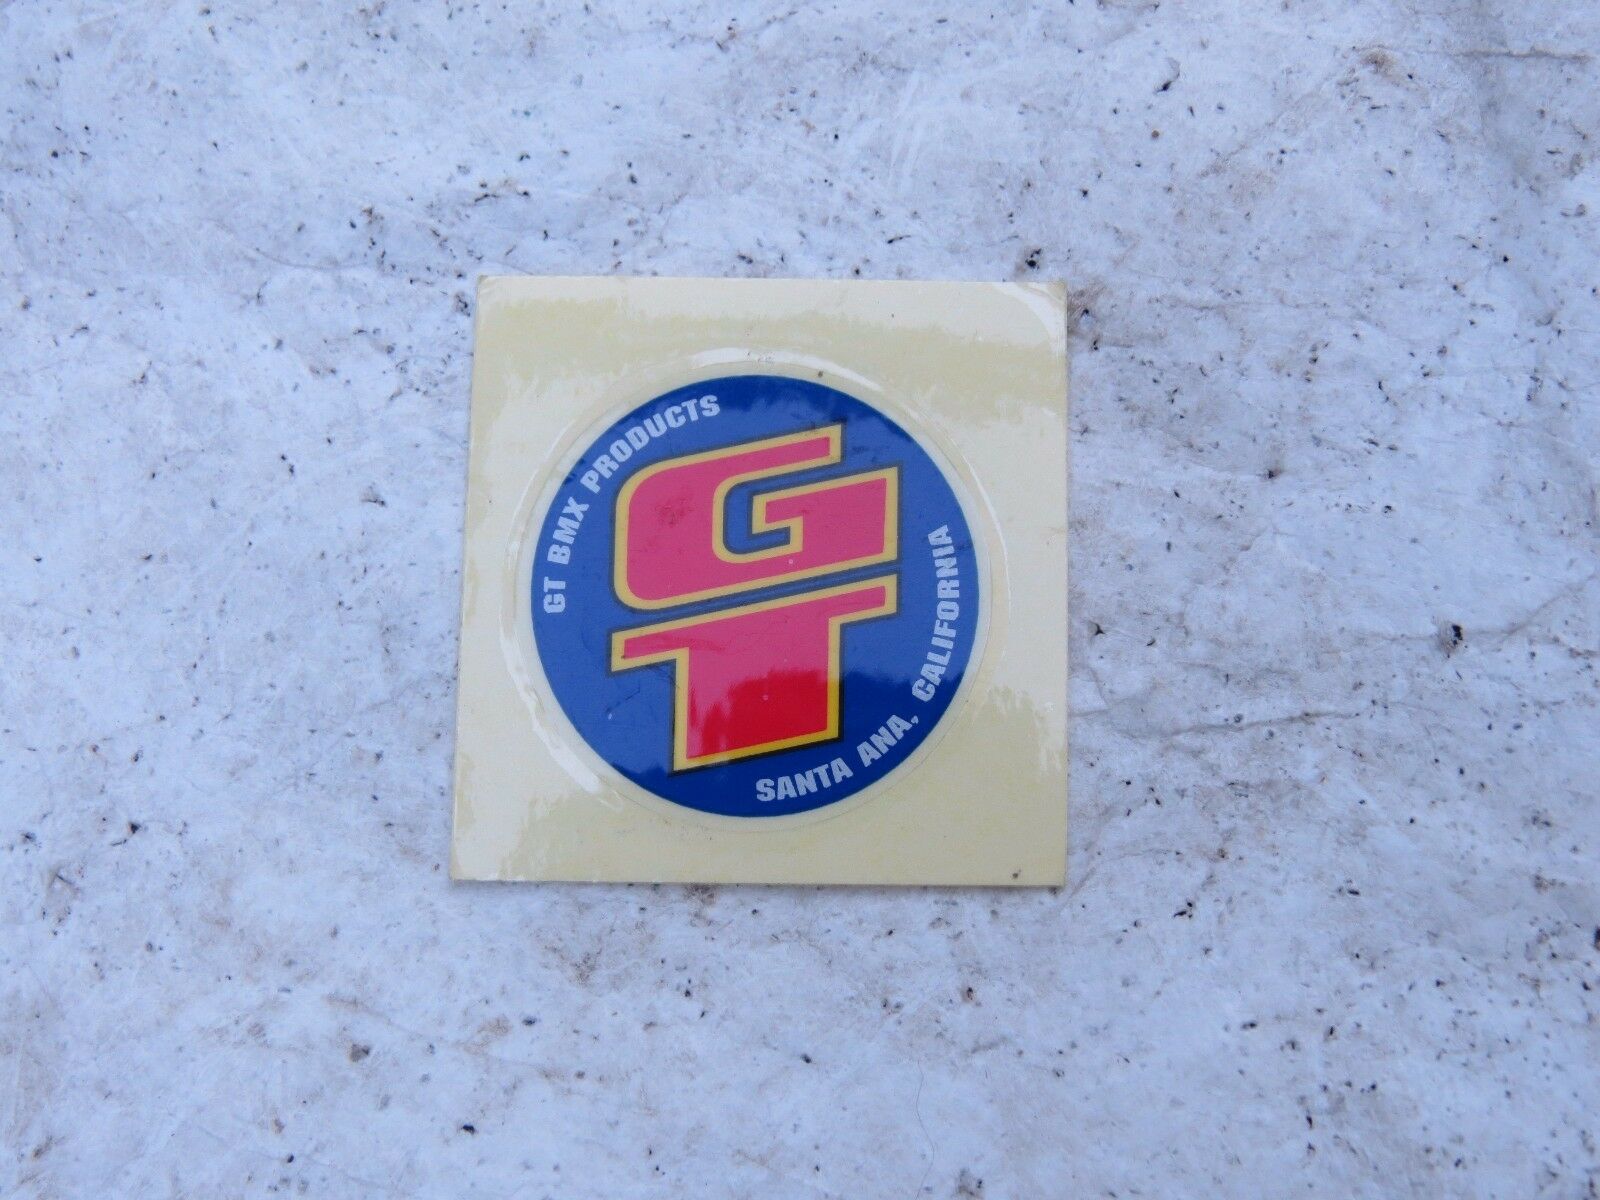 GT BMX PRODUCTS
GT
SANTA ANA, CALIFORNIA